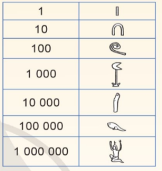 1 𓏺
10 𓎆
100 𓍢
1 000 𓆼
10 000 𓂭
100 000 𓆐
1 000 000 𓁨